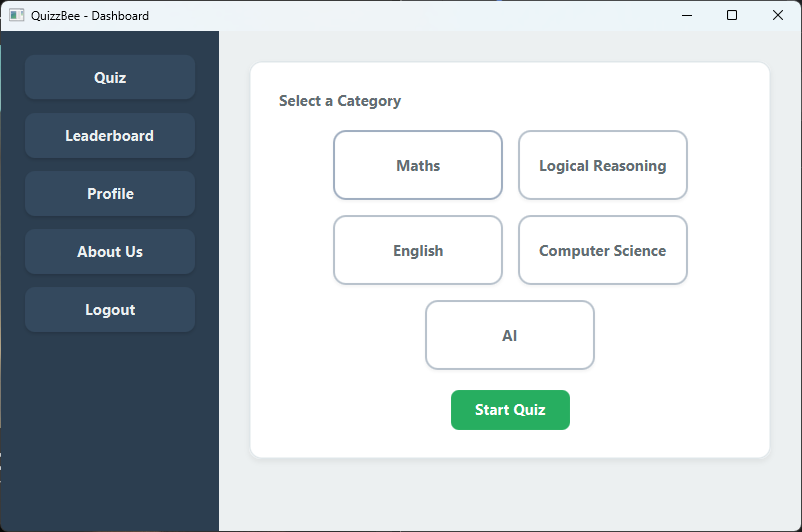 QuizzBee - Dashboard
Quiz
Leaderboard
Profile
About Us
Logout
Select a Category
Maths
Logical Reasoning
English
Computer Science
AI
Start Quiz